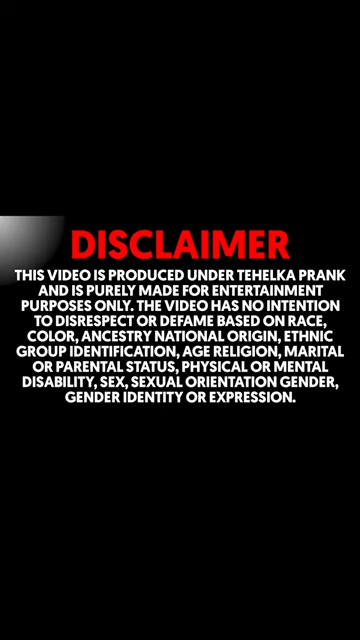 DISCLAIMER
THIS VIDEO IS PRODUCED UNDER TEHELKA PRANK
AND IS PURELY MADE FOR ENTERTAINMENT
PURPOSES ONLY. THE VIDEO HAS NO INTENTION
TO DISRESPECT OR DEFAME BASED ON RACE,
COLOR, ANCESTRY NATIONAL ORIGIN, ETHNIC
GROUP IDENTIFICATION, AGE RELIGION, MARITAL
OR PARENTAL STATUS, PHYSICAL OR MENTAL
DISABILITY, SEX, SEXUAL ORIENTATION GENDER,
GENDER IDENTITY OR EXPRESSION.